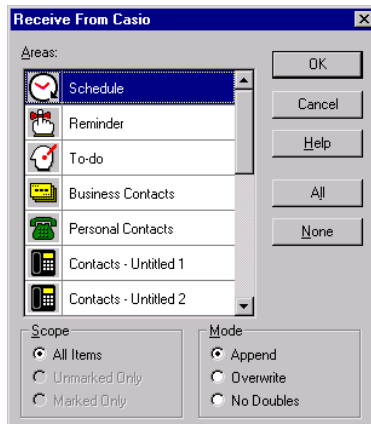 Receive From Casio
Areas:
Schedule
Reminder
To-do
Business Contacts
Personal Contacts
Contacts - Untitled 1
Contacts - Untitled 2
OK
Cancel
Help
All
None
Scope
All Items
Unmarked Only
Marked Only
Mode
Append
Overwrite
No Doubles